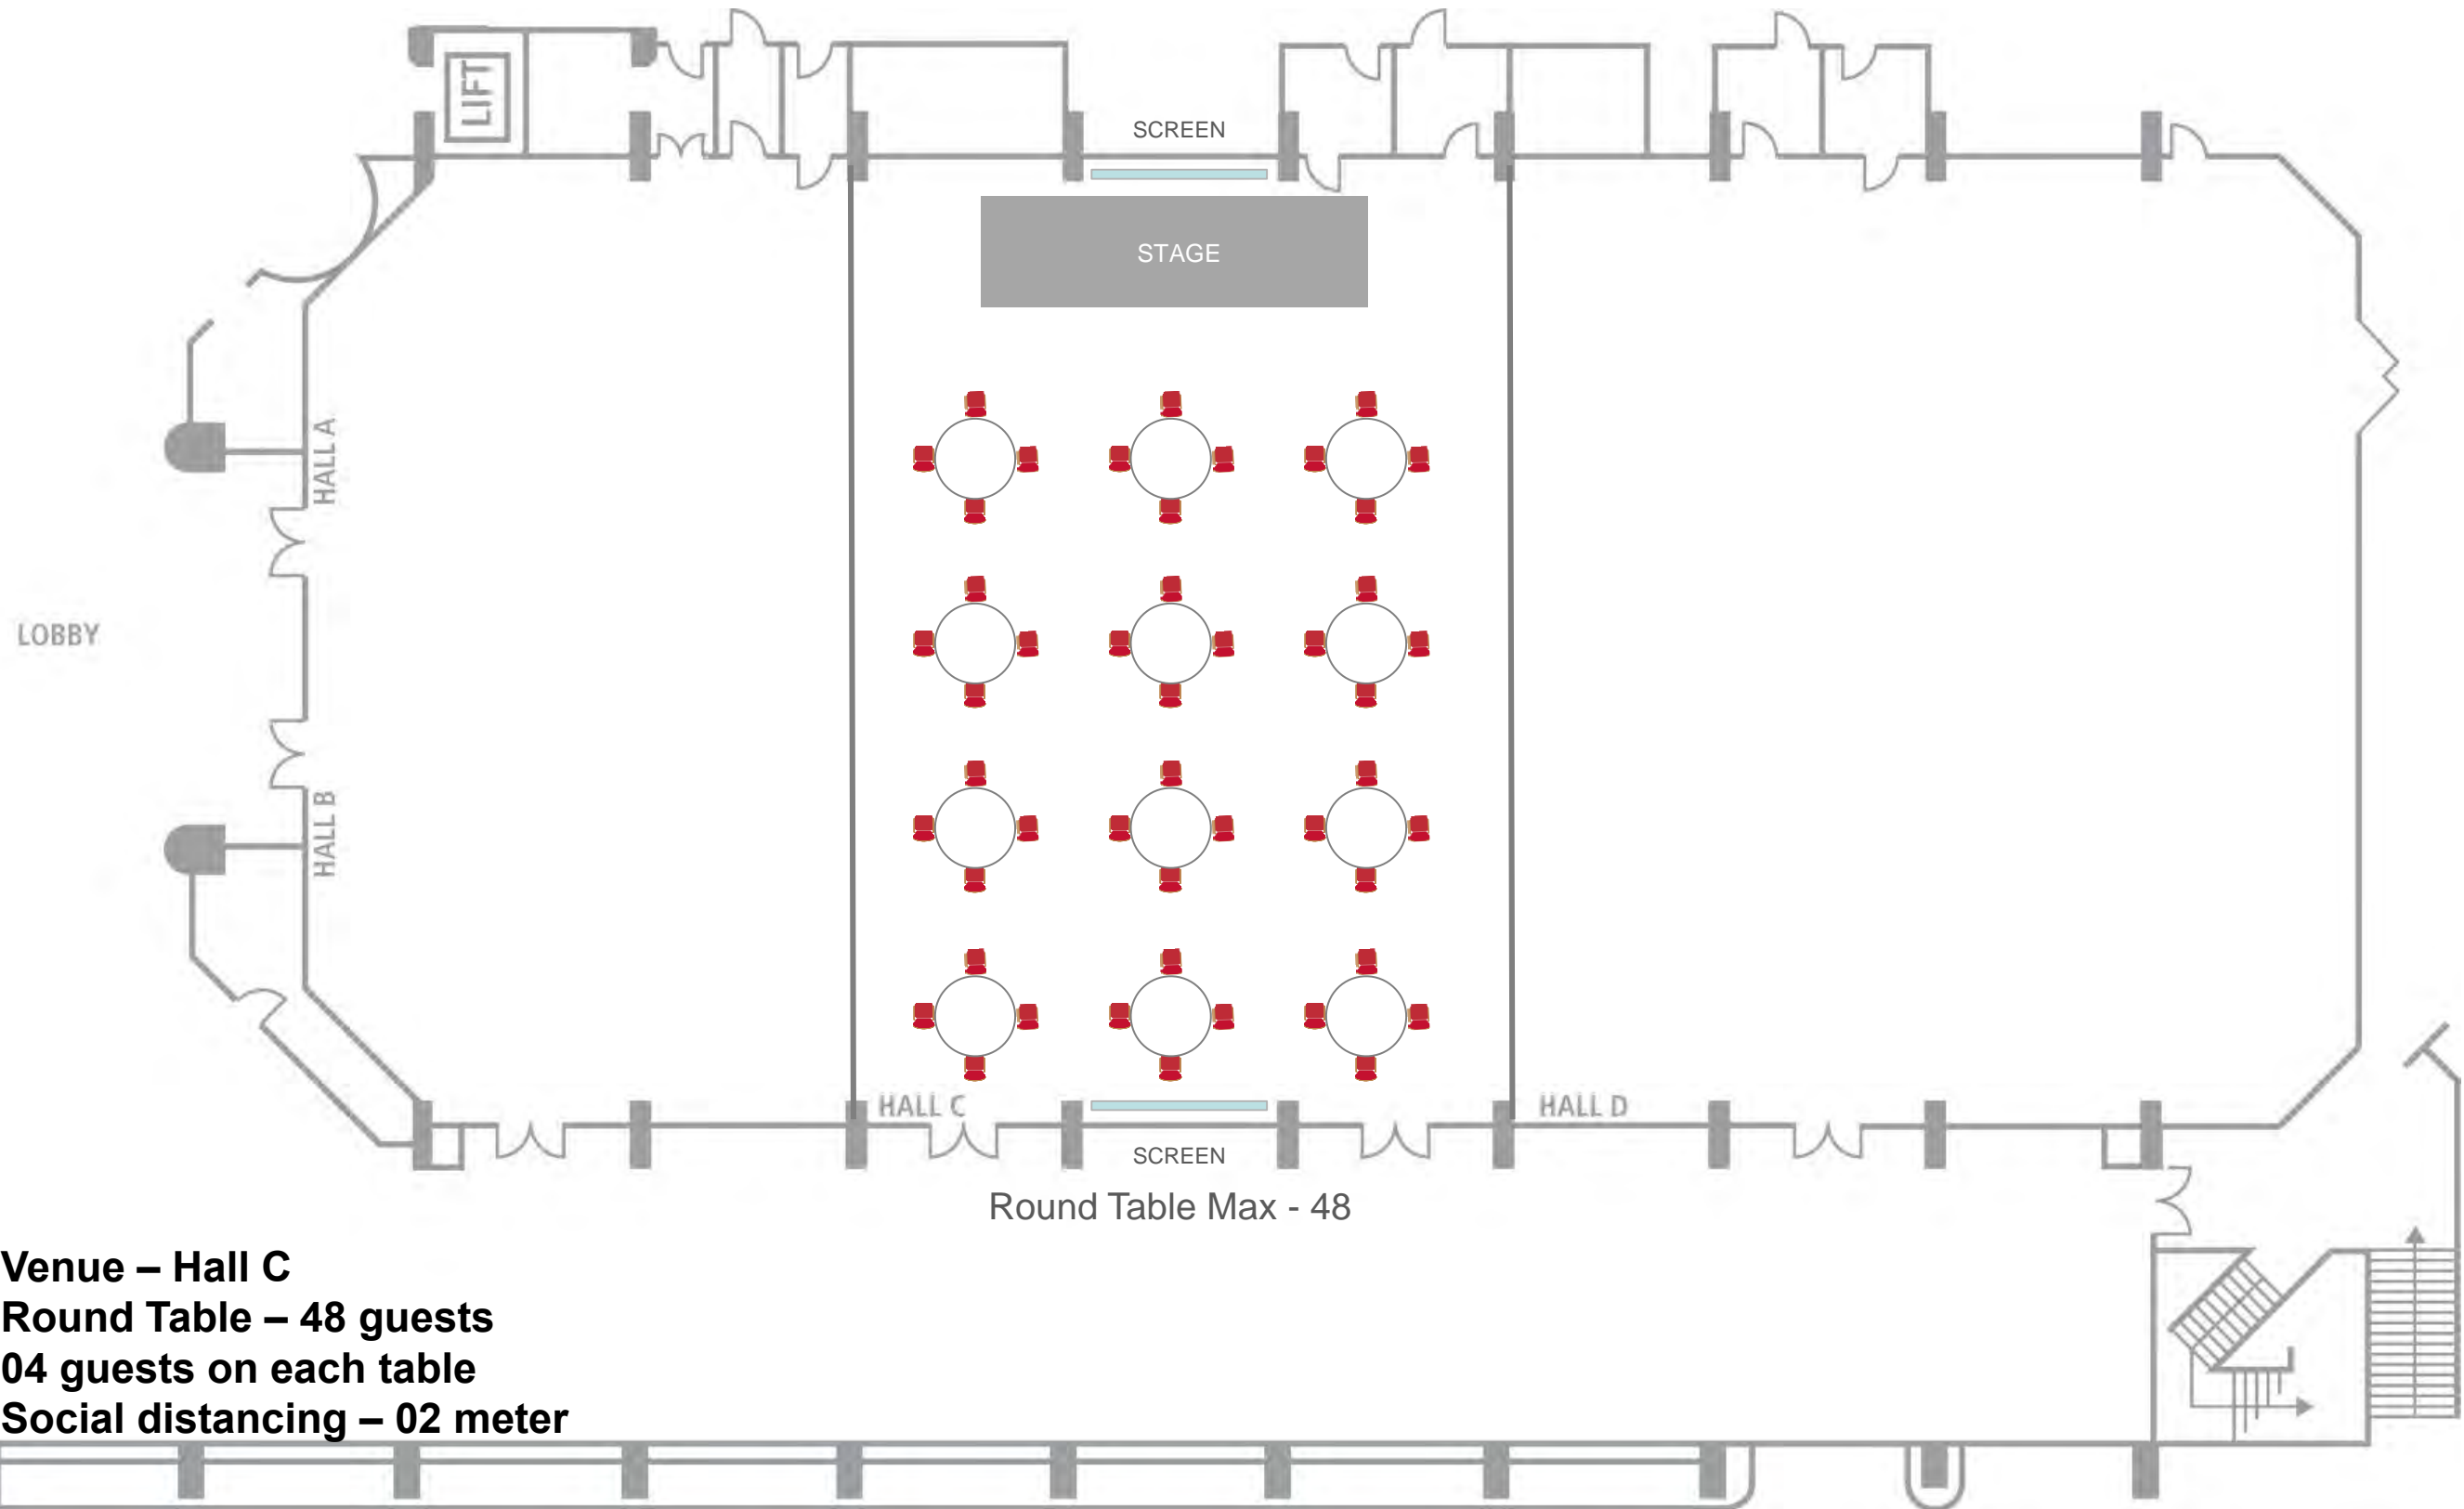 LIFT
SCREEN
STAGE
HALL A
LOBBY
HALL B
HALL C
HALL D
SCREEN
Round Table Max - 48
Venue – Hall C
Round Table – 48 guests
04 guests on each table
Social distancing – 02 meter